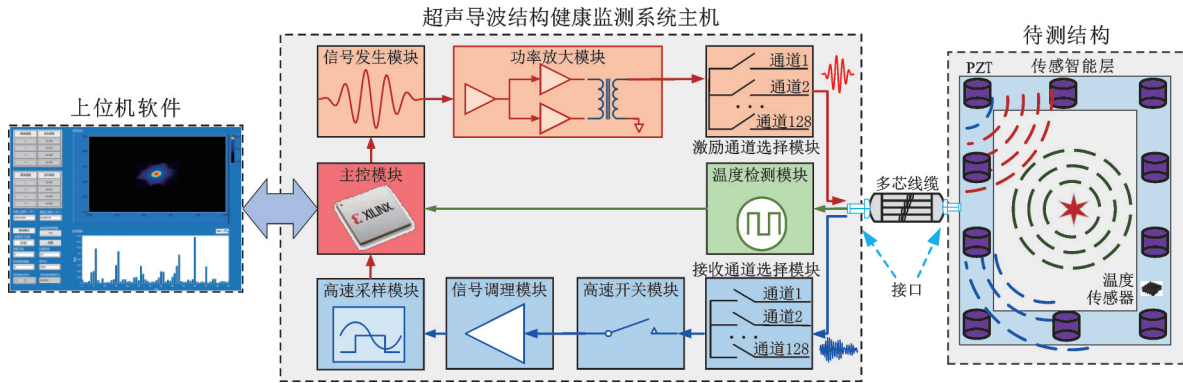 超声导波结构健康监测系统主机
待测结构
上位机软件
信号发生模块
功率放大模块
通道1
通道2
通道128
激励通道选择模块
PZT
传感智能层
主控模块
XILINX
温度检测模块
多芯线缆
接口
高速采样模块
信号调理模块
高速开关模块
接收通道选择模块
通道1
通道2
通道128
温度
传感器